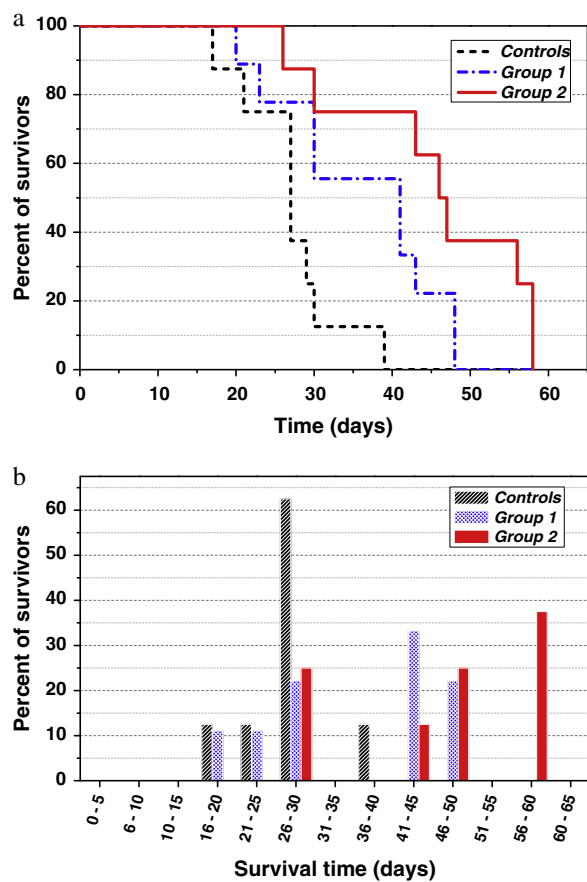 a
100
80
60
40
20
0
Percent of survivors
Controls
Group 1
Group 2
0 10 20 30 40 50 60
Time (days)
b
60
50
40
30
20
10
0
Percent of survivors
Controls
Group 1
Group 2
0 - 5
6 - 10
10 - 15
16 - 20
21 - 25
26 - 30
31 - 35
36 - 40
41 - 45
46 - 50
51 - 55
56 - 60
60 - 65
Survival time (days)